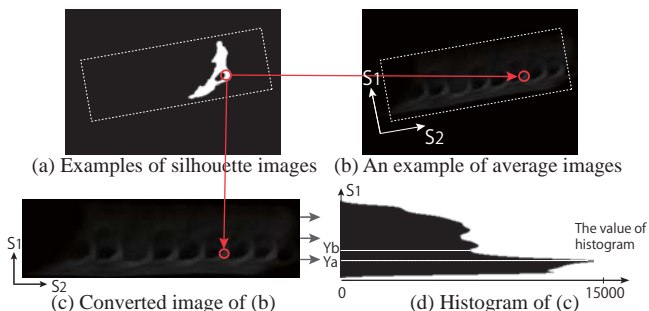 S1
S2
(a) Examples of silhouette images
(b) An example of average images
S1
S2
S1
Yb
Ya
The value of
histogram
0
15000
(c) Converted image of (b)
(d) Histogram of (c)